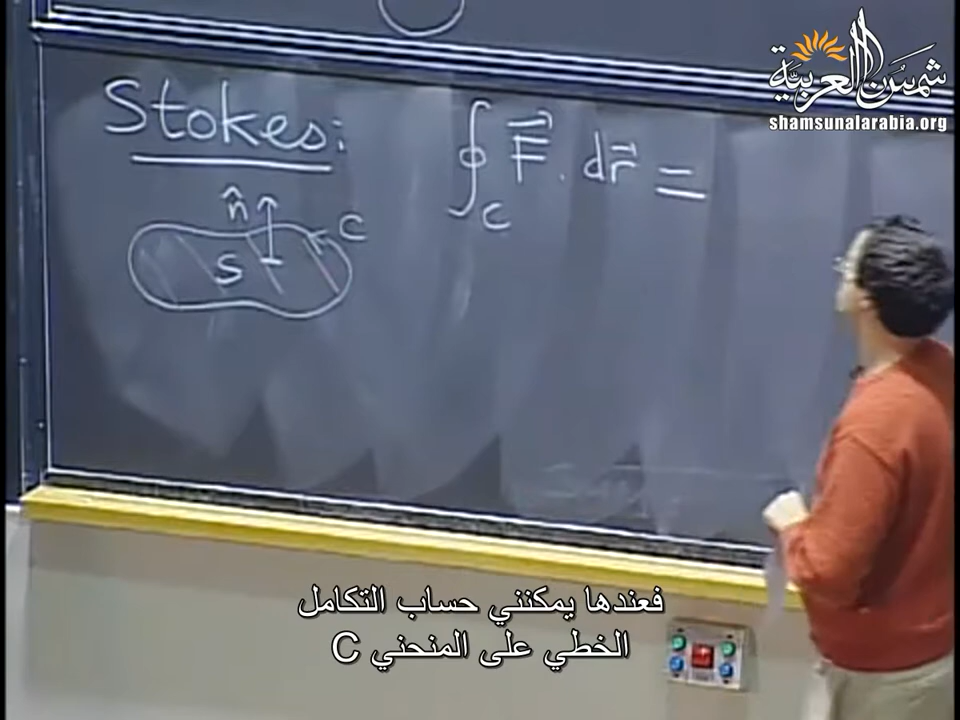 شمس العربية
shamsunalarabia.org
Stokes:
∮_C F⃗ . dr⃗ =
n̂
C
S
فعندها يمكنني حساب التكامل
الخطي على المنحني C